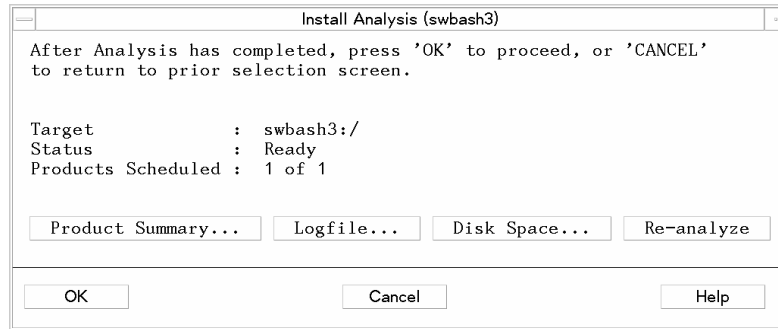 Install Analysis (swbash3)
After Analysis has completed, press 'OK' to proceed, or 'CANCEL'
to return to prior selection screen.
Target : swbash3:/
Status : Ready
Products Scheduled : 1 of 1
Product Summary... Logfile... Disk Space... Re-analyze
OK Cancel Help